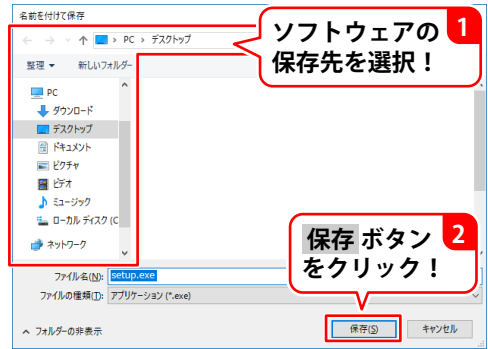 名前を付けて保存
PC › デスクトップ
ソフトウェアの
保存先を選択！
1
整理 新しいフォルダー
PC
ダウンロード
デスクトップ
ドキュメント
ピクチャ
ビデオ
ミュージック
ローカル ディスク (C
ネットワーク
保存 ボタン
をクリック！
2
ファイル名(N): setup.exe
ファイルの種類(T): アプリケーション (*.exe)
フォルダーの非表示
保存(S) キャンセル